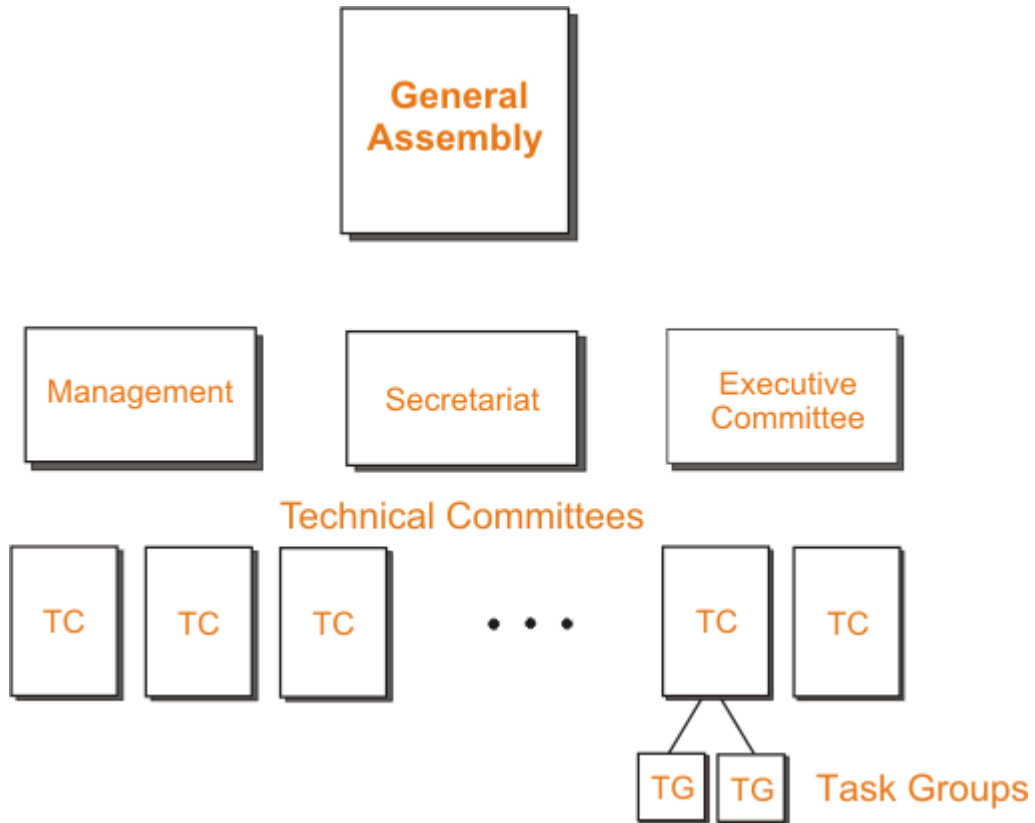 General
Assembly
Management
Secretariat
Executive
Committee
Technical Committees
TC
TC
TC
TC
TC
TG
TG
Task Groups